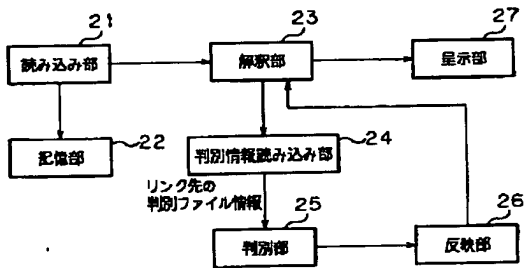 21
読み込み部
23
解釈部
27
呈示部
22
記憶部
24
判別情報読み込み部
リンク先の
判別ファイル情報
25
判別部
26
反映部